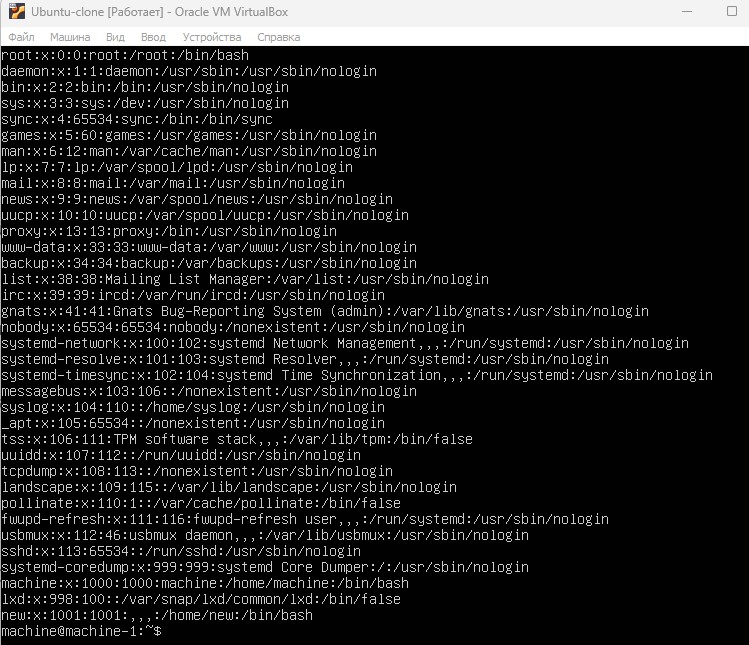 Ubuntu-clone [Работает] - Oracle VM VirtualBox
Файл Машина Вид Ввод Устройства Справка
root:x:0:0:root:/root:/bin/bash
daemon:x:1:1:daemon:/usr/sbin:/usr/sbin/nologin
bin:x:2:2:bin:/bin:/usr/sbin/nologin
sys:x:3:3:sys:/dev:/usr/sbin/nologin
sync:x:4:65534:sync:/bin:/bin/sync
games:x:5:60:games:/usr/games:/usr/sbin/nologin
man:x:6:12:man:/var/cache/man:/usr/sbin/nologin
lp:x:7:7:lp:/var/spool/lpd:/usr/sbin/nologin
mail:x:8:8:mail:/var/mail:/usr/sbin/nologin
news:x:9:9:news:/var/spool/news:/usr/sbin/nologin
uucp:x:10:10:uucp:/var/spool/uucp:/usr/sbin/nologin
proxy:x:13:13:proxy:/bin:/usr/sbin/nologin
www-data:x:33:33:www-data:/var/www:/usr/sbin/nologin
backup:x:34:34:backup:/var/backups:/usr/sbin/nologin
list:x:38:38:Mailing List Manager:/var/list:/usr/sbin/nologin
irc:x:39:39:ircd:/var/run/ircd:/usr/sbin/nologin
gnats:x:41:41:Gnats Bug-Reporting System (admin):/var/lib/gnats:/usr/sbin/nologin
nobody:x:65534:65534:nobody:/nonexistent:/usr/sbin/nologin
systemd-network:x:100:102:systemd Network Management,,,:/run/systemd:/usr/sbin/nologin
systemd-resolve:x:101:103:systemd Resolver,,,:/run/systemd:/usr/sbin/nologin
systemd-timesync:x:102:104:systemd Time Synchronization,,,:/run/systemd:/usr/sbin/nologin
messagebus:x:103:106::/nonexistent:/usr/sbin/nologin
syslog:x:104:110::/home/syslog:/usr/sbin/nologin
_apt:x:105:65534::/nonexistent:/usr/sbin/nologin
tss:x:106:111:TPM software stack,,,:/var/lib/tpm:/bin/false
uuidd:x:107:112::/run/uuidd:/usr/sbin/nologin
tcpdump:x:108:113::/nonexistent:/usr/sbin/nologin
landscape:x:109:115::/var/lib/landscape:/usr/sbin/nologin
pollinate:x:110:1::/var/cache/pollinate:/bin/false
fwupd-refresh:x:111:116:fwupd-refresh user,,,:/run/systemd:/usr/sbin/nologin
usbmux:x:112:46:usbmux daemon,,,:/var/lib/usbmux:/usr/sbin/nologin
sshd:x:113:65534::/run/sshd:/usr/sbin/nologin
systemd-coredump:x:999:999:systemd Core Dumper:/:/usr/sbin/nologin
machine:x:1000:1000:machine:/home/machine:/bin/bash
lxd:x:998:100::/var/snap/lxd/common/lxd:/bin/false
new:x:1001:1001:,,,:/home/new:/bin/bash
machine@machine-1:~$